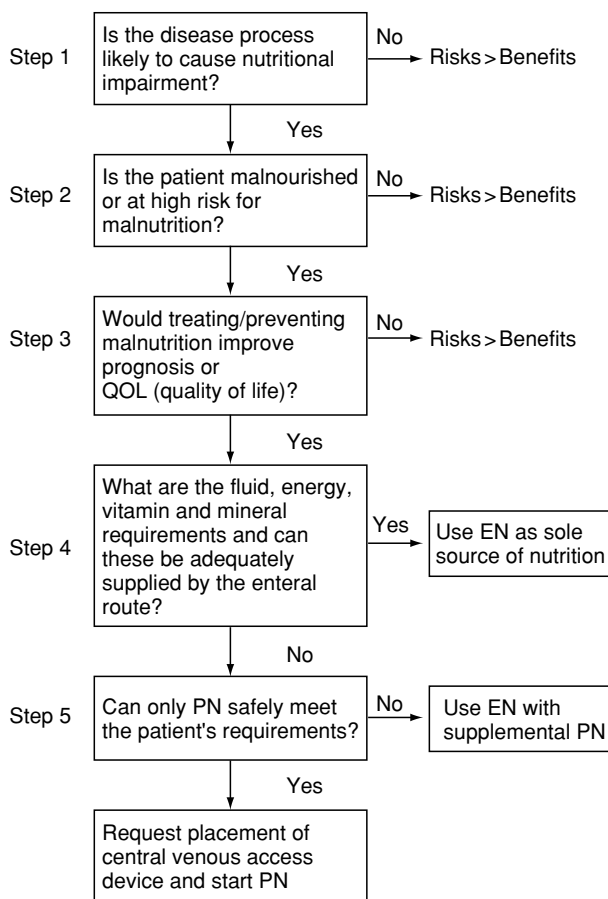 Step 1
Is the disease process
likely to cause nutritional
impairment?
No
Risks > Benefits
Yes
Step 2
Is the patient malnourished
or at high risk for
malnutrition?
No
Risks > Benefits
Yes
Step 3
Would treating/preventing
malnutrition improve
prognosis or
QOL (quality of life)?
No
Risks > Benefits
Yes
Step 4
What are the fluid, energy,
vitamin and mineral
requirements and can
these be adequately
supplied by the enteral
route?
Yes
Use EN as sole
source of nutrition
No
Step 5
Can only PN safely meet
the patient's requirements?
No
Use EN with
supplemental PN
Yes
Request placement of
central venous access
device and start PN